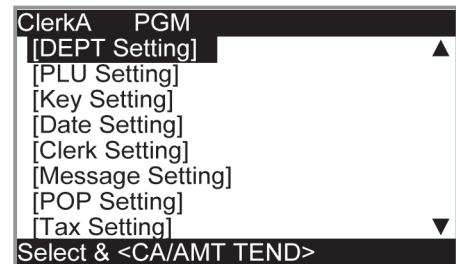 ClerkA PGM
[DEPT Setting]
[PLU Setting]
[Key Setting]
[Date Setting]
[Clerk Setting]
[Message Setting]
[POP Setting]
[Tax Setting]
Select & <CA/AMT TEND>